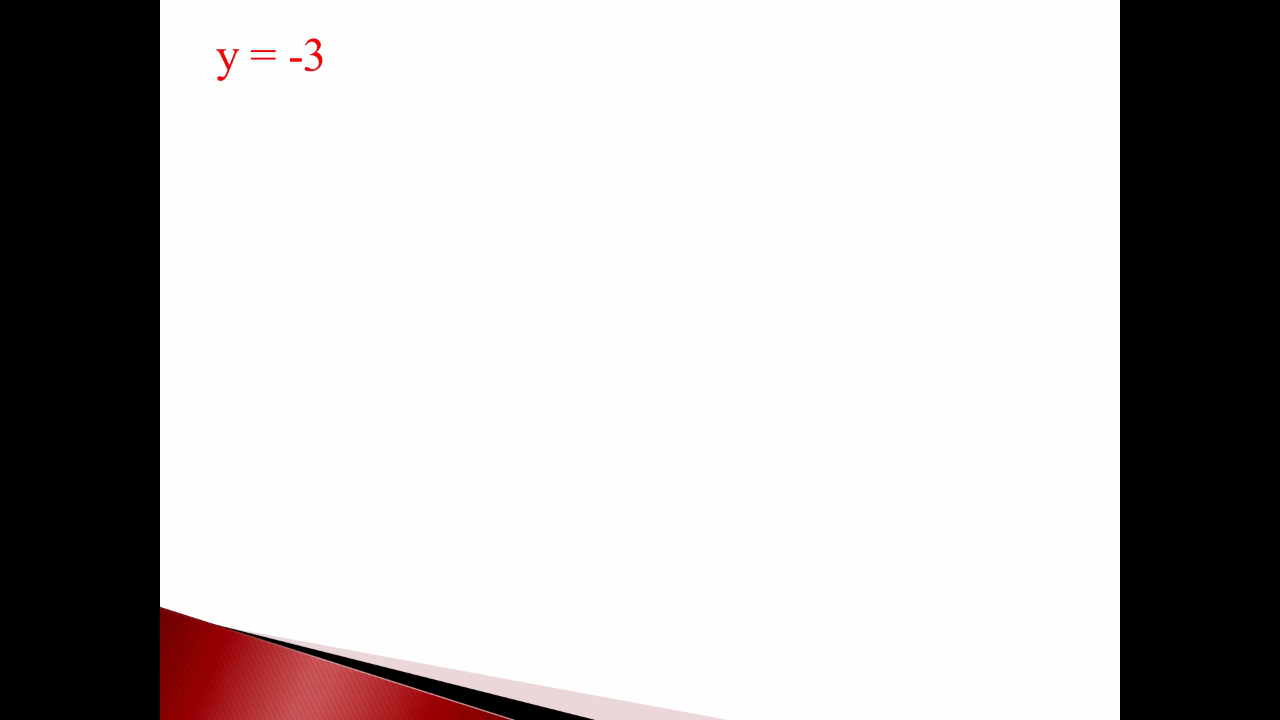 y = -3